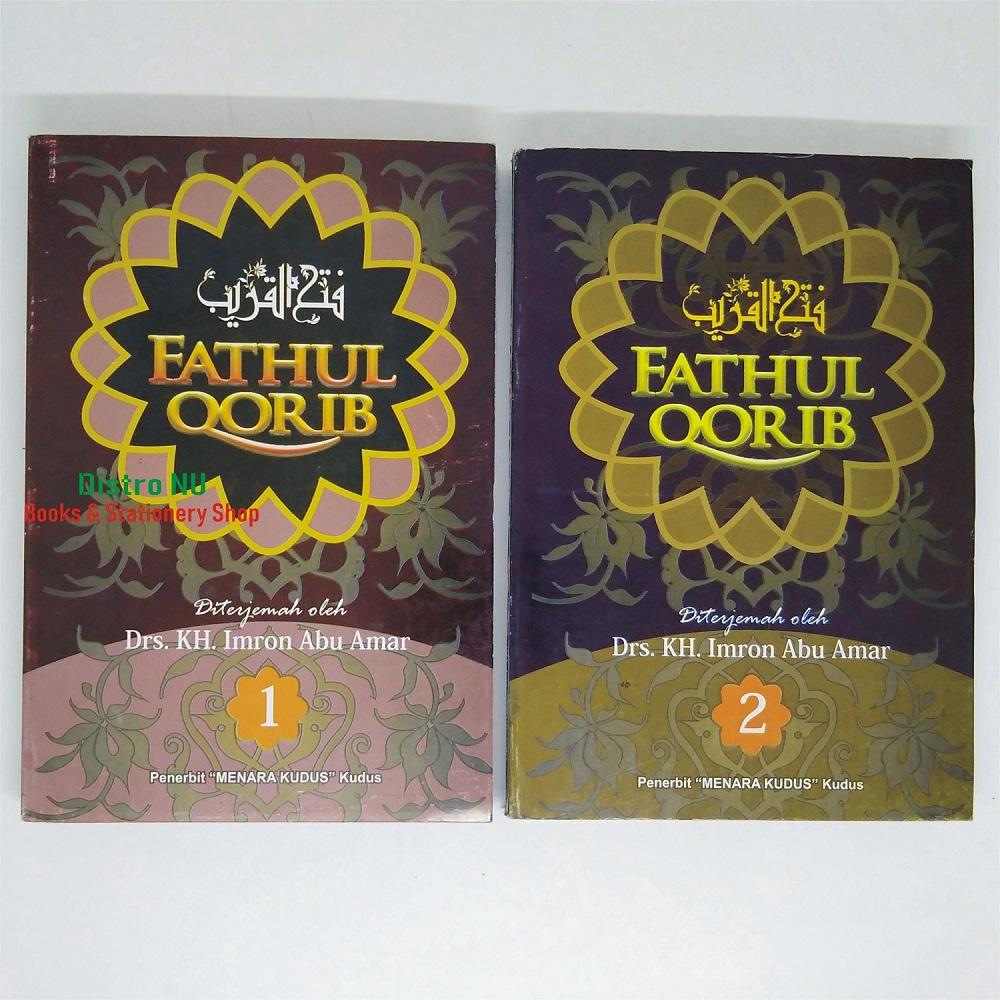 فتح القريب
FATHUL
QORIB
Distro NU
Books & Stationery Shop
Diterjemah oleh
Drs. KH. Imron Abu Amar
1
Penerbit "MENARA KUDUS" Kudus
فتح القريب
FATHUL
QORIB
Diterjemah oleh
Drs. KH. Imron Abu Amar
2
Penerbit "MENARA KUDUS" Kudus